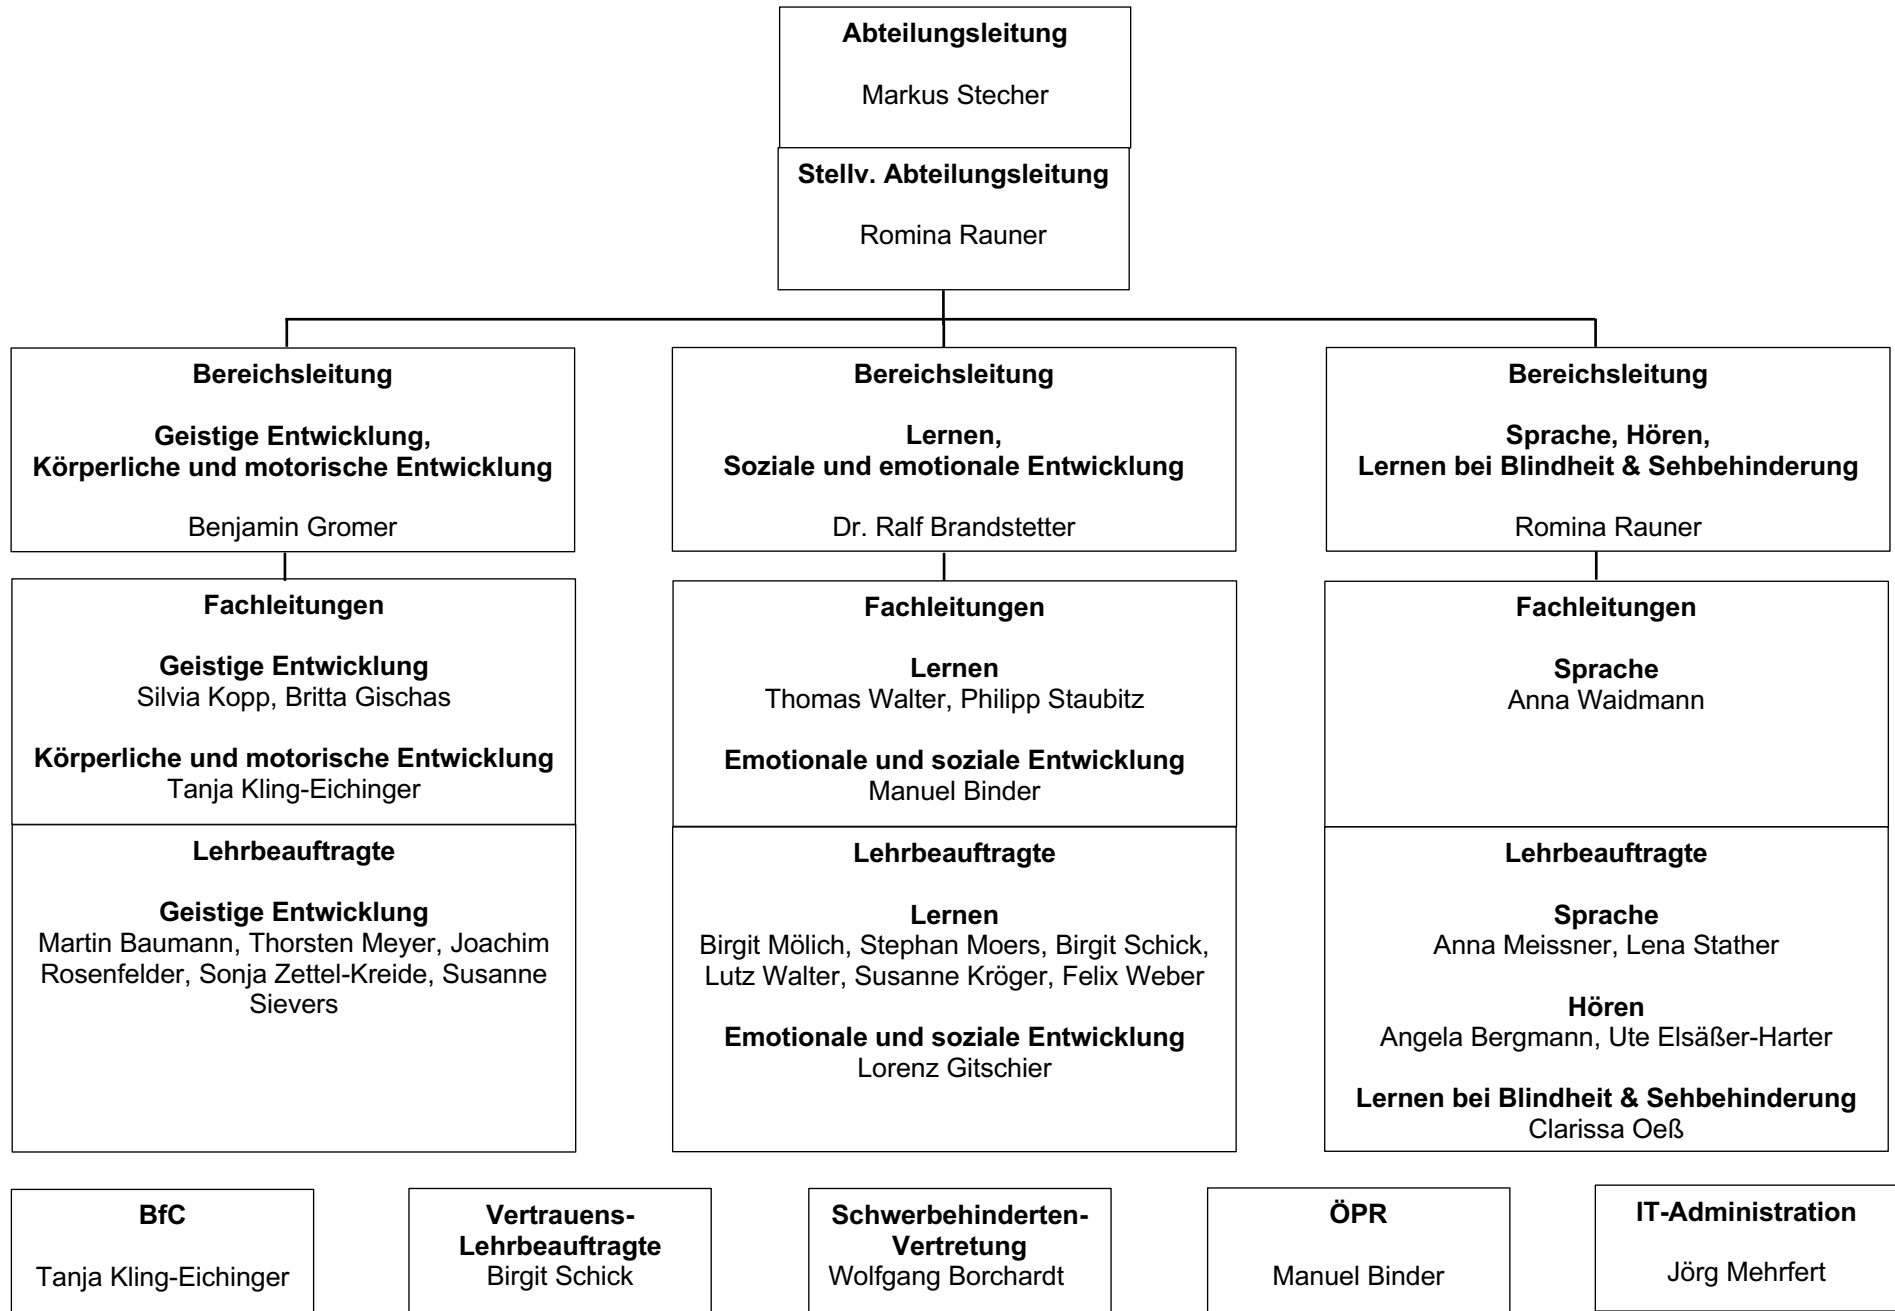 Abteilungsleitung
Markus Stecher
Stellv. Abteilungsleitung
Romina Rauner
Bereichsleitung
Geistige Entwicklung,
Körperliche und motorische Entwicklung
Benjamin Gromer
Bereichsleitung
Lernen,
Soziale und emotionale Entwicklung
Dr. Ralf Brandstetter
Bereichsleitung
Sprache, Hören,
Lernen bei Blindheit & Sehbehinderung
Romina Rauner
Fachleitungen
Geistige Entwicklung
Silvia Kopp, Britta Gischas
Körperliche und motorische Entwicklung
Tanja Kling-Eichinger
Fachleitungen
Lernen
Thomas Walter, Philipp Staubitz
Emotionale und soziale Entwicklung
Manuel Binder
Fachleitungen
Sprache
Anna Waidmann
Lehrbeauftragte
Geistige Entwicklung
Martin Baumann, Thorsten Meyer, Joachim
Rosenfelder, Sonja Zettel-Kreide, Susanne
Sievers
Lehrbeauftragte
Lernen
Birgit Mölich, Stephan Moers, Birgit Schick,
Lutz Walter, Susanne Kröger, Felix Weber
Emotionale und soziale Entwicklung
Lorenz Gitschier
Lehrbeauftragte
Sprache
Anna Meissner, Lena Stather
Hören
Angela Bergmann, Ute Elsäßer-Harter
Lernen bei Blindheit & Sehbehinderung
Clarissa Oeß
BfC
Tanja Kling-Eichinger
Vertrauens-
Lehrbeauftragte
Birgit Schick
Schwerbehinderten-
Vertretung
Wolfgang Borchardt
ÖPR
Manuel Binder
IT-Administration
Jörg Mehrfert